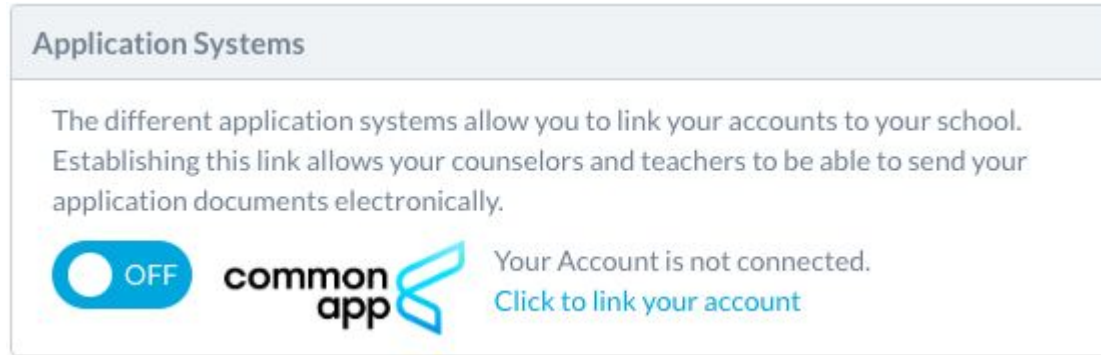 Application Systems
The different application systems allow you to link your accounts to your school.
Establishing this link allows your counselors and teachers to be able to send your
application documents electronically.
OFF
common
app
Your Account is not connected.
Click to link your account